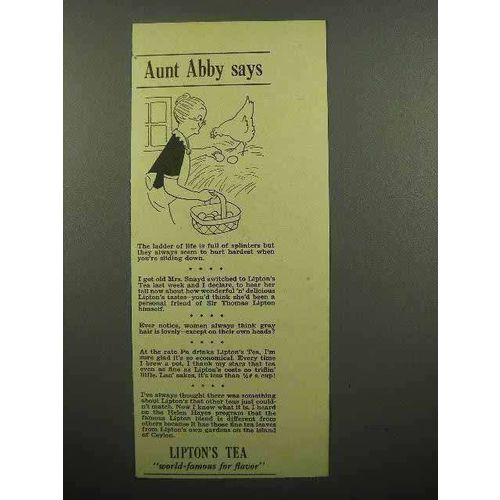 Aunt Abby says
The ladder of life is full of splinters but
they always seem to hurt hardest when
you're sliding down.
* * * *
I got old Mrs. Snayd switched to Lipton's
Tea last week and I declare, to hear her
tell now about how wonderful 'n' delicious
Lipton's tastes—you'd think she'd been a
personal friend of Sir Thomas Lipton
himself.
* * * *
Ever notice, women always think gray
hair is lovely—except on their own heads?
* * * *
At the rate Pa drinks Lipton's Tea, I'm
sure glad it's so economical. Every time
I brew a pot, I thank my stars that tea
even as fine as Lipton's costs so triflin'
little. Lan' sakes, it's less than ½¢ a cup!
* * * *
I've always thought there was something
about Lipton's that other teas just could-
n't match. Now I know what it is. I heard
on the Helen Hayes program that the
famous Lipton blend is different from
others because it has those fine tea leaves
from Lipton's own gardens on the island
of Ceylon.
LIPTON'S TEA
"world-famous for flavor"